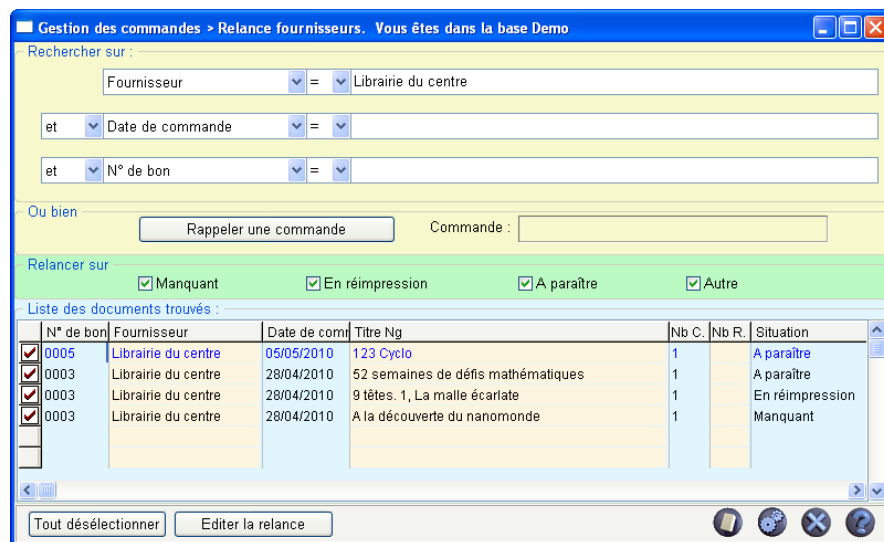 Gestion des commandes > Relance fournisseurs. Vous êtes dans la base Demo
Rechercher sur :
Fournisseur = Librairie du centre
et Date de commande =
et N° de bon =
Ou bien
Rappeler une commande Commande :
Relancer sur
Manquant En réimpression A paraître Autre
Liste des documents trouvés :
N° de bon Fournisseur Date de comr Titre Ng Nb C. Nb R. Situation
0005 Librairie du centre 05/05/2010 123 Cyclo 1 A paraître
0003 Librairie du centre 28/04/2010 52 semaines de défis mathématiques 1 A paraître
0003 Librairie du centre 28/04/2010 9 têtes. 1, La malle écarlate 1 En réimpression
0003 Librairie du centre 28/04/2010 A la découverte du nanomonde 1 Manquant
Tout désélectionner Editer la relance